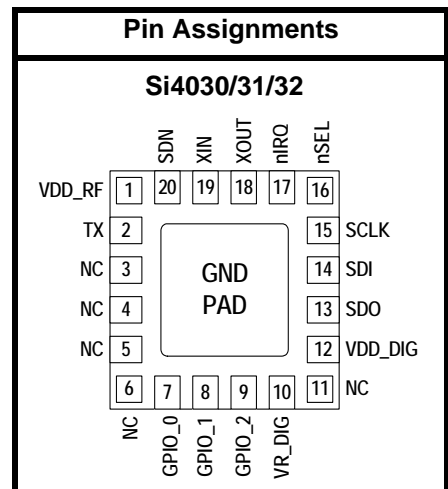 Pin Assignments
Si4030/31/32
SDN XIN XOUT nIRQ nSEL
VDD_RF 1 20 19 18 17 16
TX 2 15 SCLK
NC 3 GND 14 SDI
NC 4 PAD 13 SDO
NC 5 12 VDD_DIG
6 7 8 9 10 11 NC
NC GPIO_0 GPIO_1 GPIO_2 VR_DIG